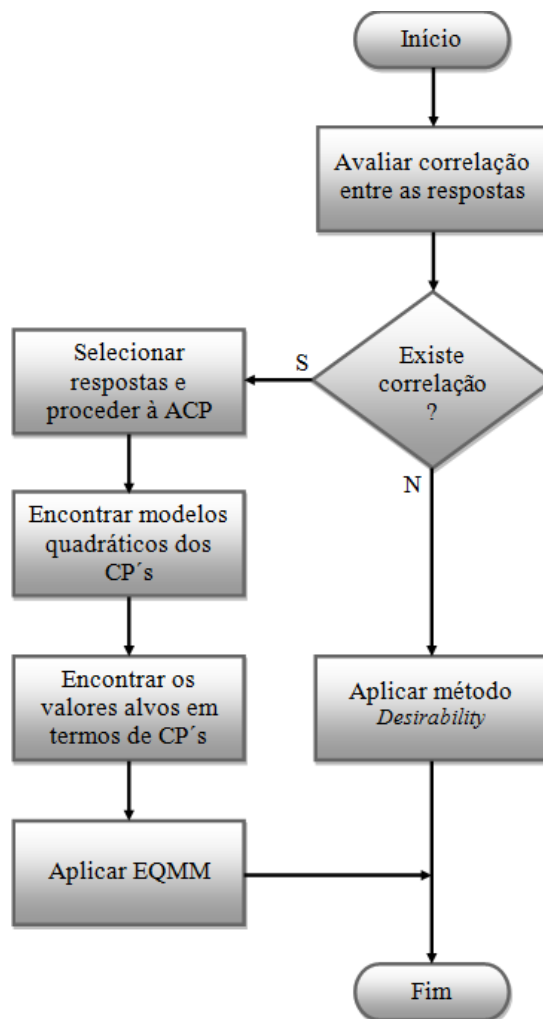 Início
Avaliar correlação
entre as respostas
Existe
correlação
?
S
N
Selecionar
respostas e
proceder à ACP
Encontrar modelos
quadráticos dos
CP´s
Encontrar os
valores alvos em
termos de CP´s
Aplicar EQMM
Aplicar método
Desirability
Fim